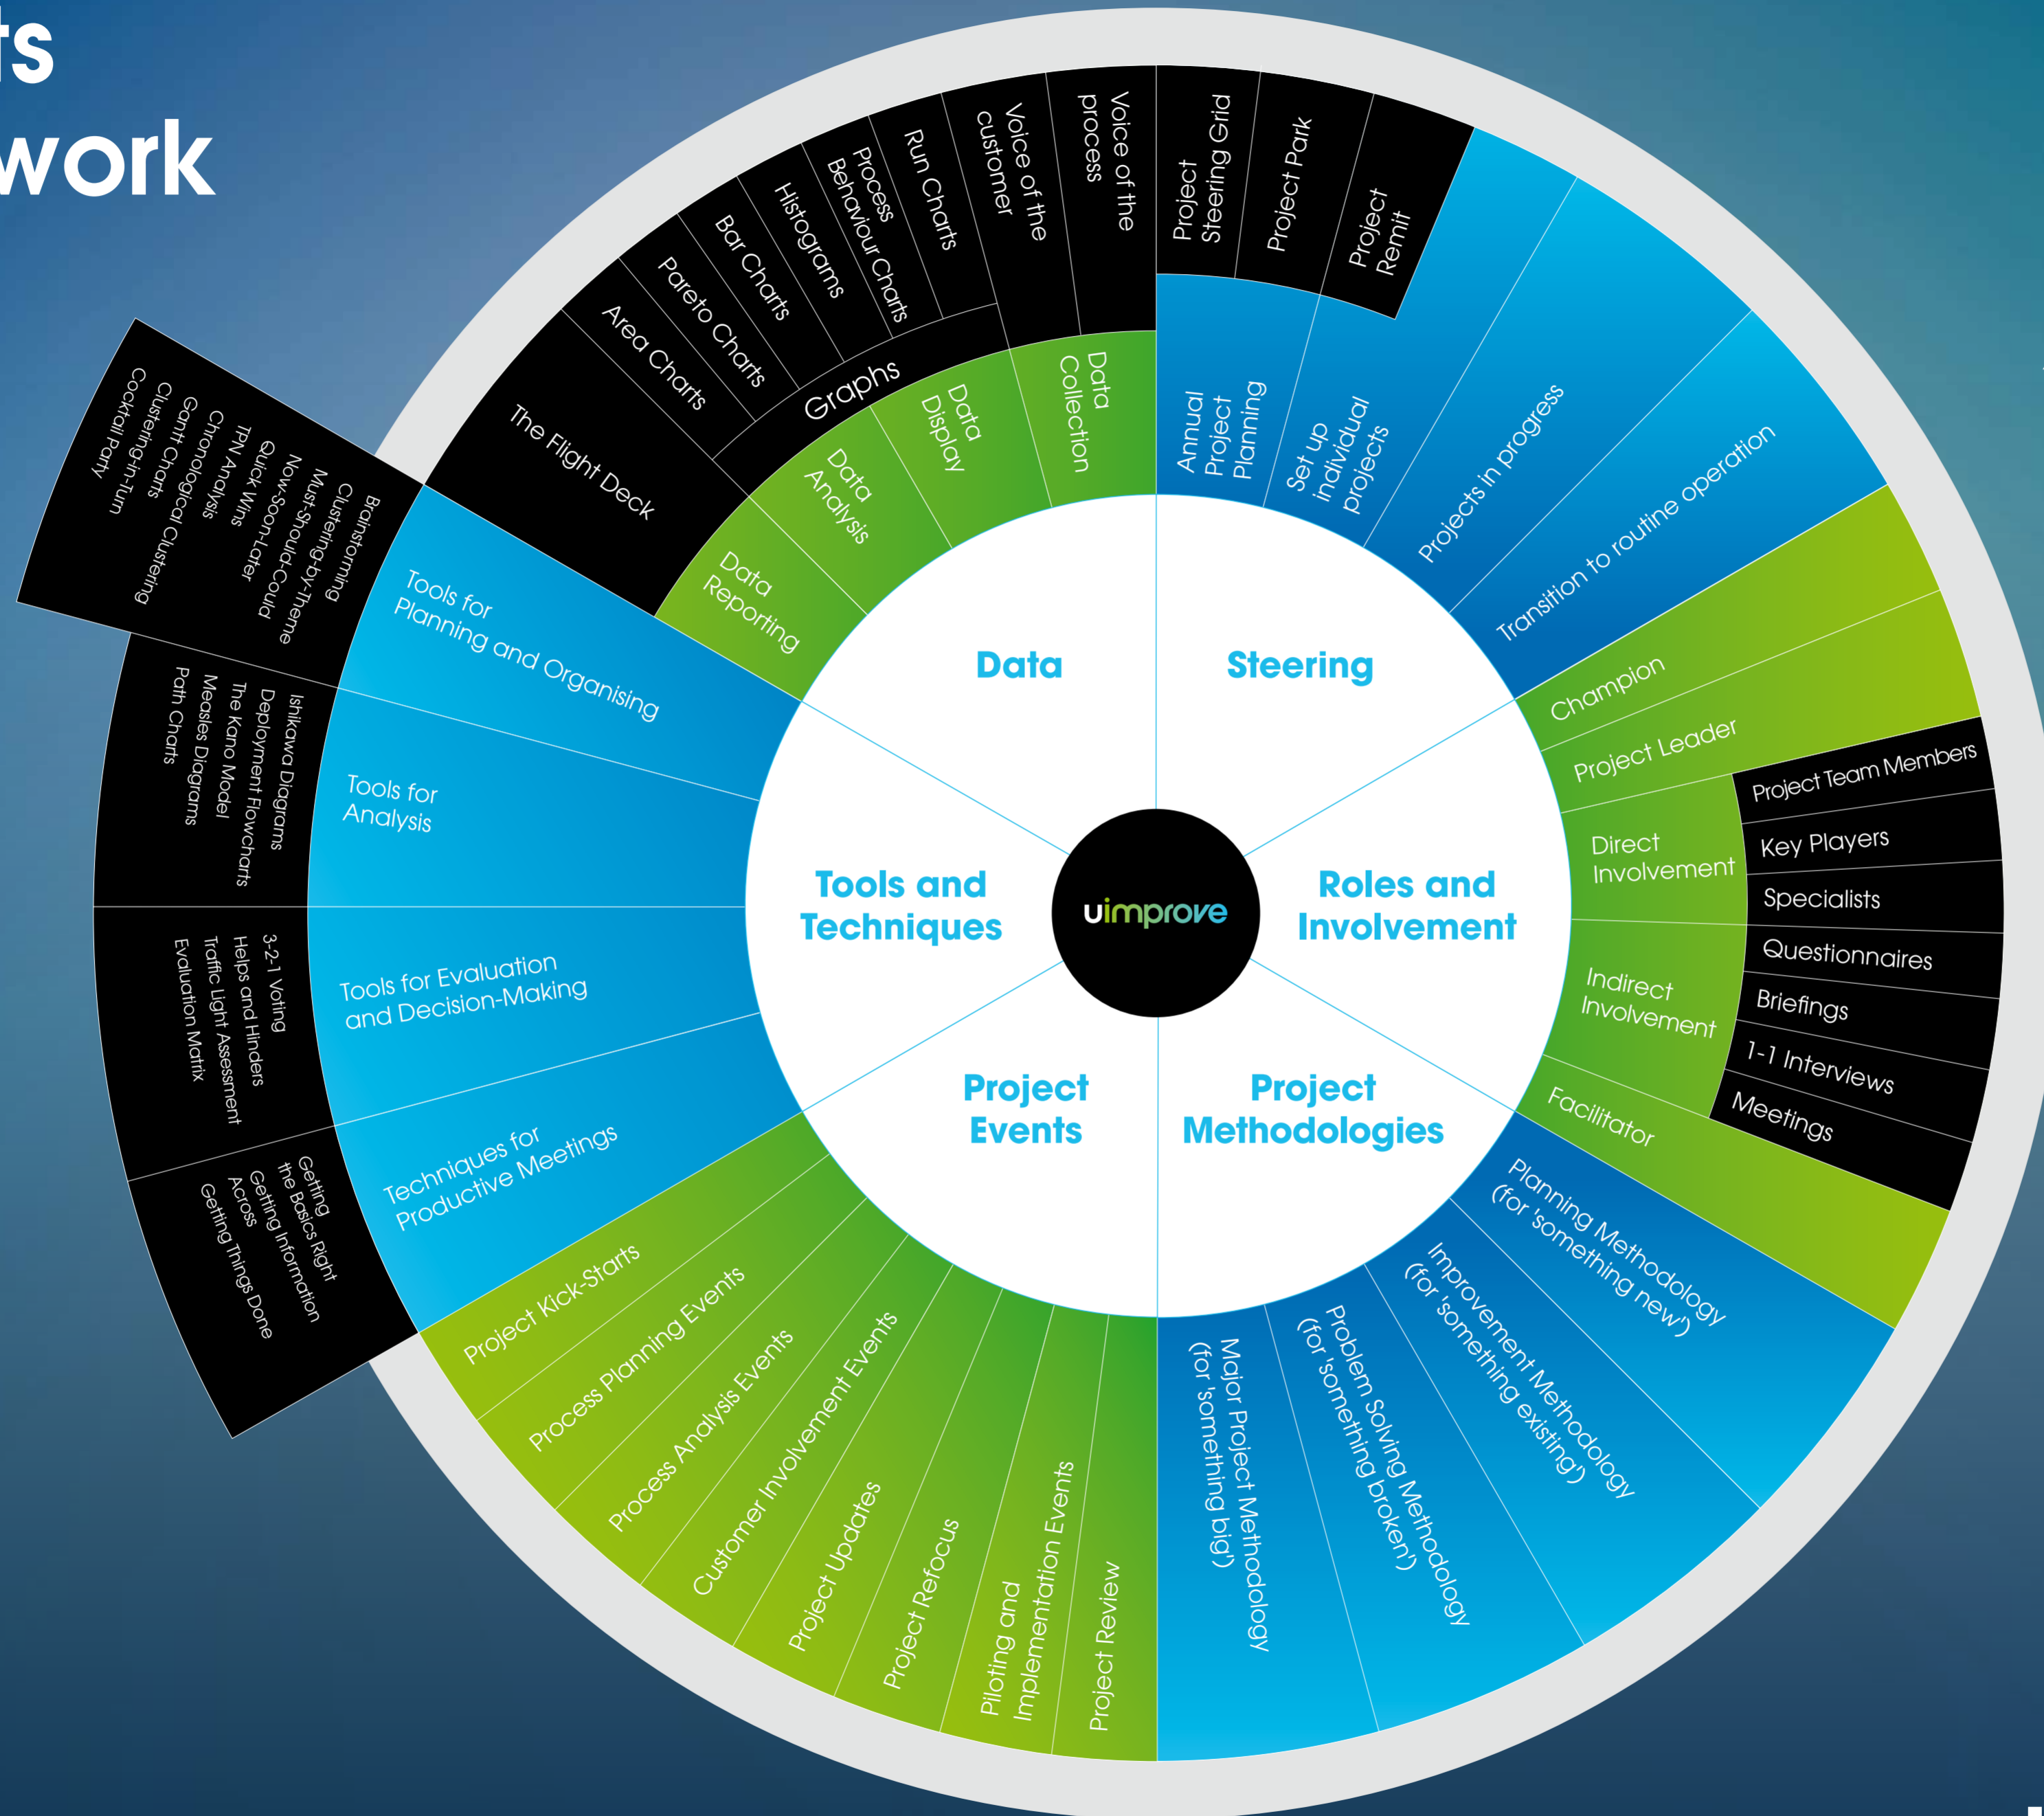 ts
work
Project
Steering Grid
Project Park
Project
Remit
Annual
Project
Planning
Set up
individual
projects
Projects in progress
Transition to routine operation
Steering
Champion
Project Leader
Direct
Involvement
Project Team Members
Key Players
Specialists
Indirect
Involvement
Questionnaires
Briefings
1-1 Interviews
Meetings
Facilitator
Roles and
Involvement
Planning Methodology
(for 'something new')
Improvement Methodology
(for 'something existing')
Problem Solving Methodology
(for 'something broken')
Major Project Methodology
(for 'something big')
Project
Methodologies
Project Review
Piloting and
Implementation Events
Project Refocus
Project Updates
Customer Involvement Events
Process Analysis Events
Process Planning Events
Project Kick-Starts
Project
Events
Techniques for
Productive Meetings
Getting
the Basics Right
Getting Information
Across
Getting Things Done
Tools for Evaluation
and Decision-Making
3-2-1 Voting
Helps and Hinders
Traffic Light Assessment
Evaluation Matrix
Tools for
Analysis
Ishikawa Diagrams
Deployment Flowcharts
The Kano Model
Measles Diagrams
Path Charts
Tools for
Planning and Organising
Brainstorming
Clustering-by-Theme
Must-Should-Could
Now-Soon-Later
Quick Wins
TPN Analysis
Chronological Clustering
Gantt Charts
Clustering-in-Turn
Cocktail Party
Tools and
Techniques
Data
Reporting
The Flight Deck
Data
Analysis
Data
Display
Graphs
Area Charts
Pareto Charts
Bar Charts
Histograms
Process
Behaviour Charts
Run Charts
Data
Collection
Voice of the
customer
Voice of the
process
Data
uimprove